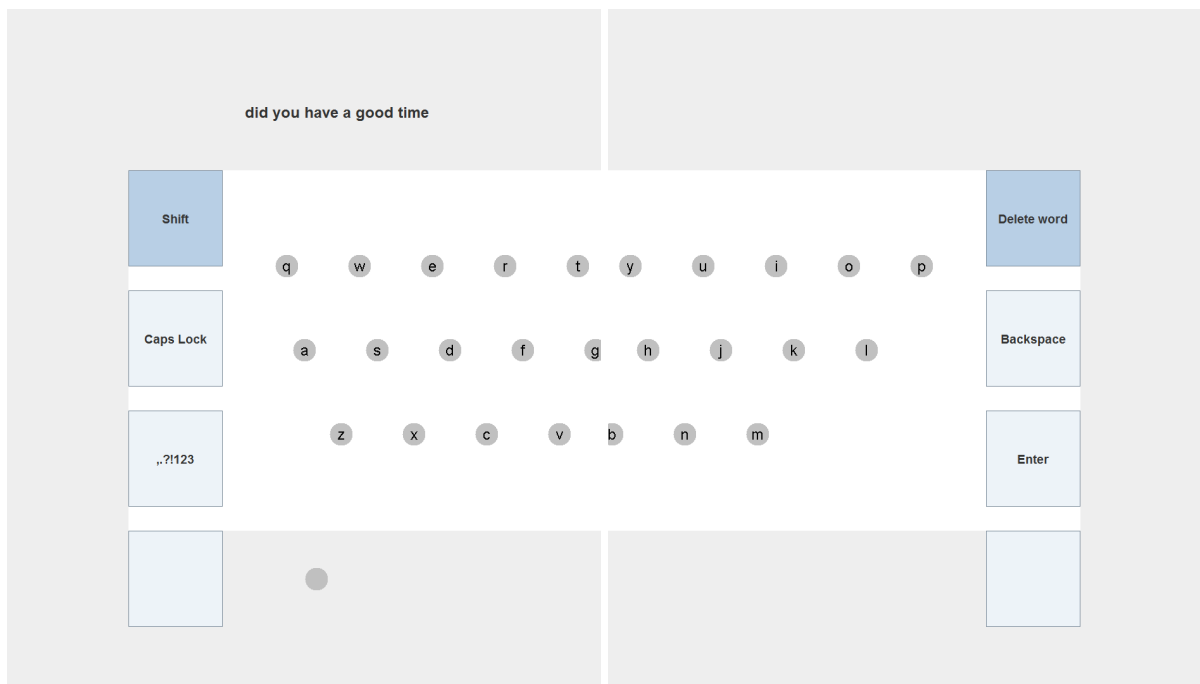 did you have a good time
Shift
Delete word
q w e r t y u i o p
Caps Lock
Backspace
a s d f g h j k l
z x c v b n m
,.?!123
Enter